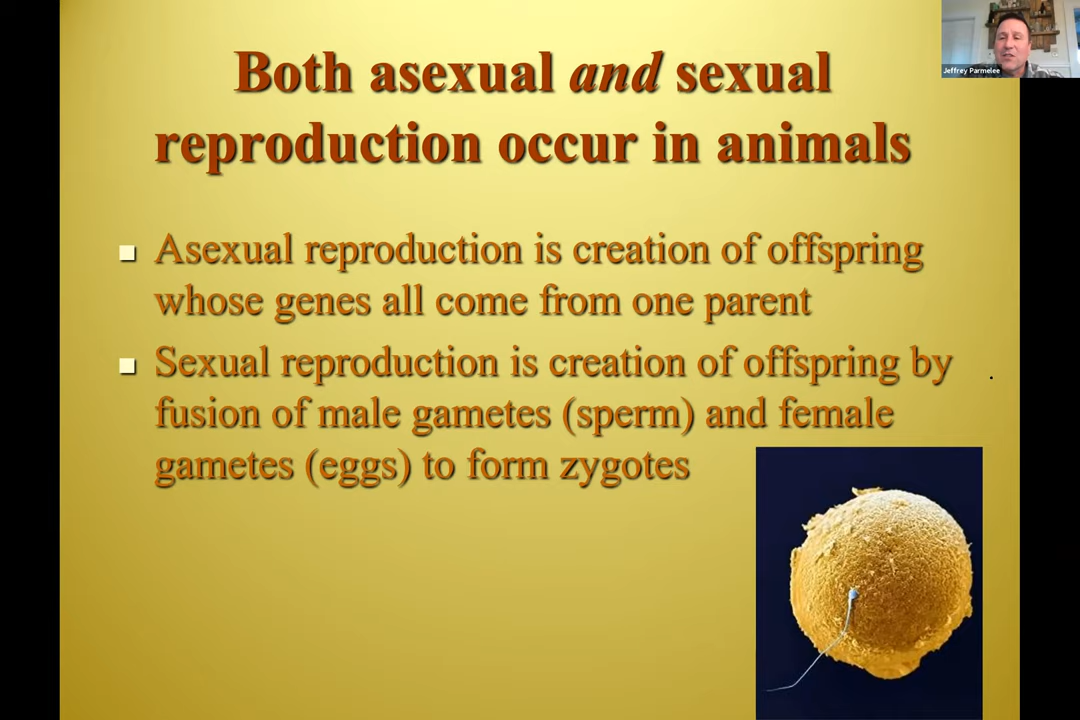 Both asexual and sexual
reproduction occur in animals
Asexual reproduction is creation of offspring
whose genes all come from one parent
Sexual reproduction is creation of offspring by
fusion of male gametes (sperm) and female
gametes (eggs) to form zygotes
Jeffrey Parmelee